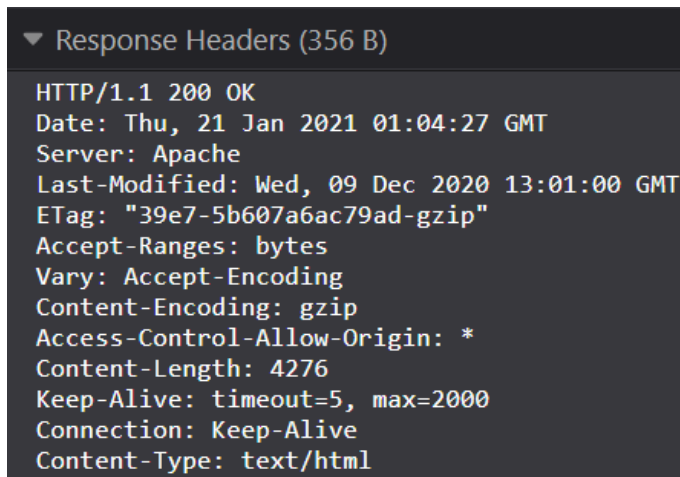 Response Headers (356 B)
HTTP/1.1 200 OK
Date: Thu, 21 Jan 2021 01:04:27 GMT
Server: Apache
Last-Modified: Wed, 09 Dec 2020 13:01:00 GMT
ETag: "39e7-5b607a6ac79ad-gzip"
Accept-Ranges: bytes
Vary: Accept-Encoding
Content-Encoding: gzip
Access-Control-Allow-Origin: *
Content-Length: 4276
Keep-Alive: timeout=5, max=2000
Connection: Keep-Alive
Content-Type: text/html